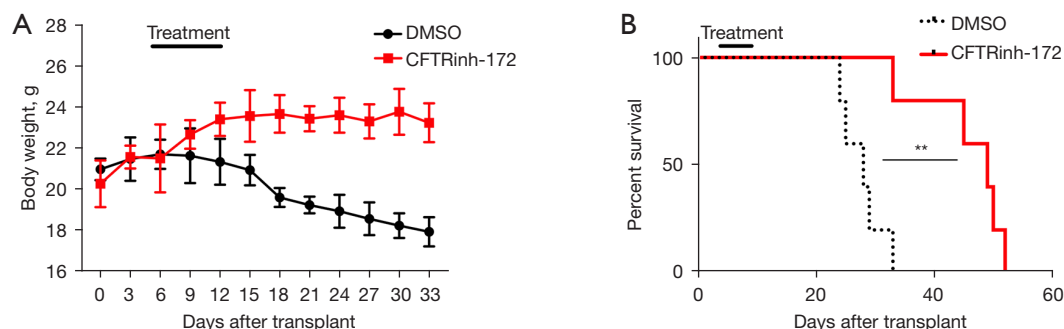 A
Treatment
DMSO
CFTRinh-172
Body weight, g
28
26
24
22
20
18
16
0 3 6 9 12 15 18 21 24 27 30 33
Days after transplant
B
Treatment
DMSO
CFTRinh-172
Percent survival
100
50
0
**
0 20 40 60
Days after transplant